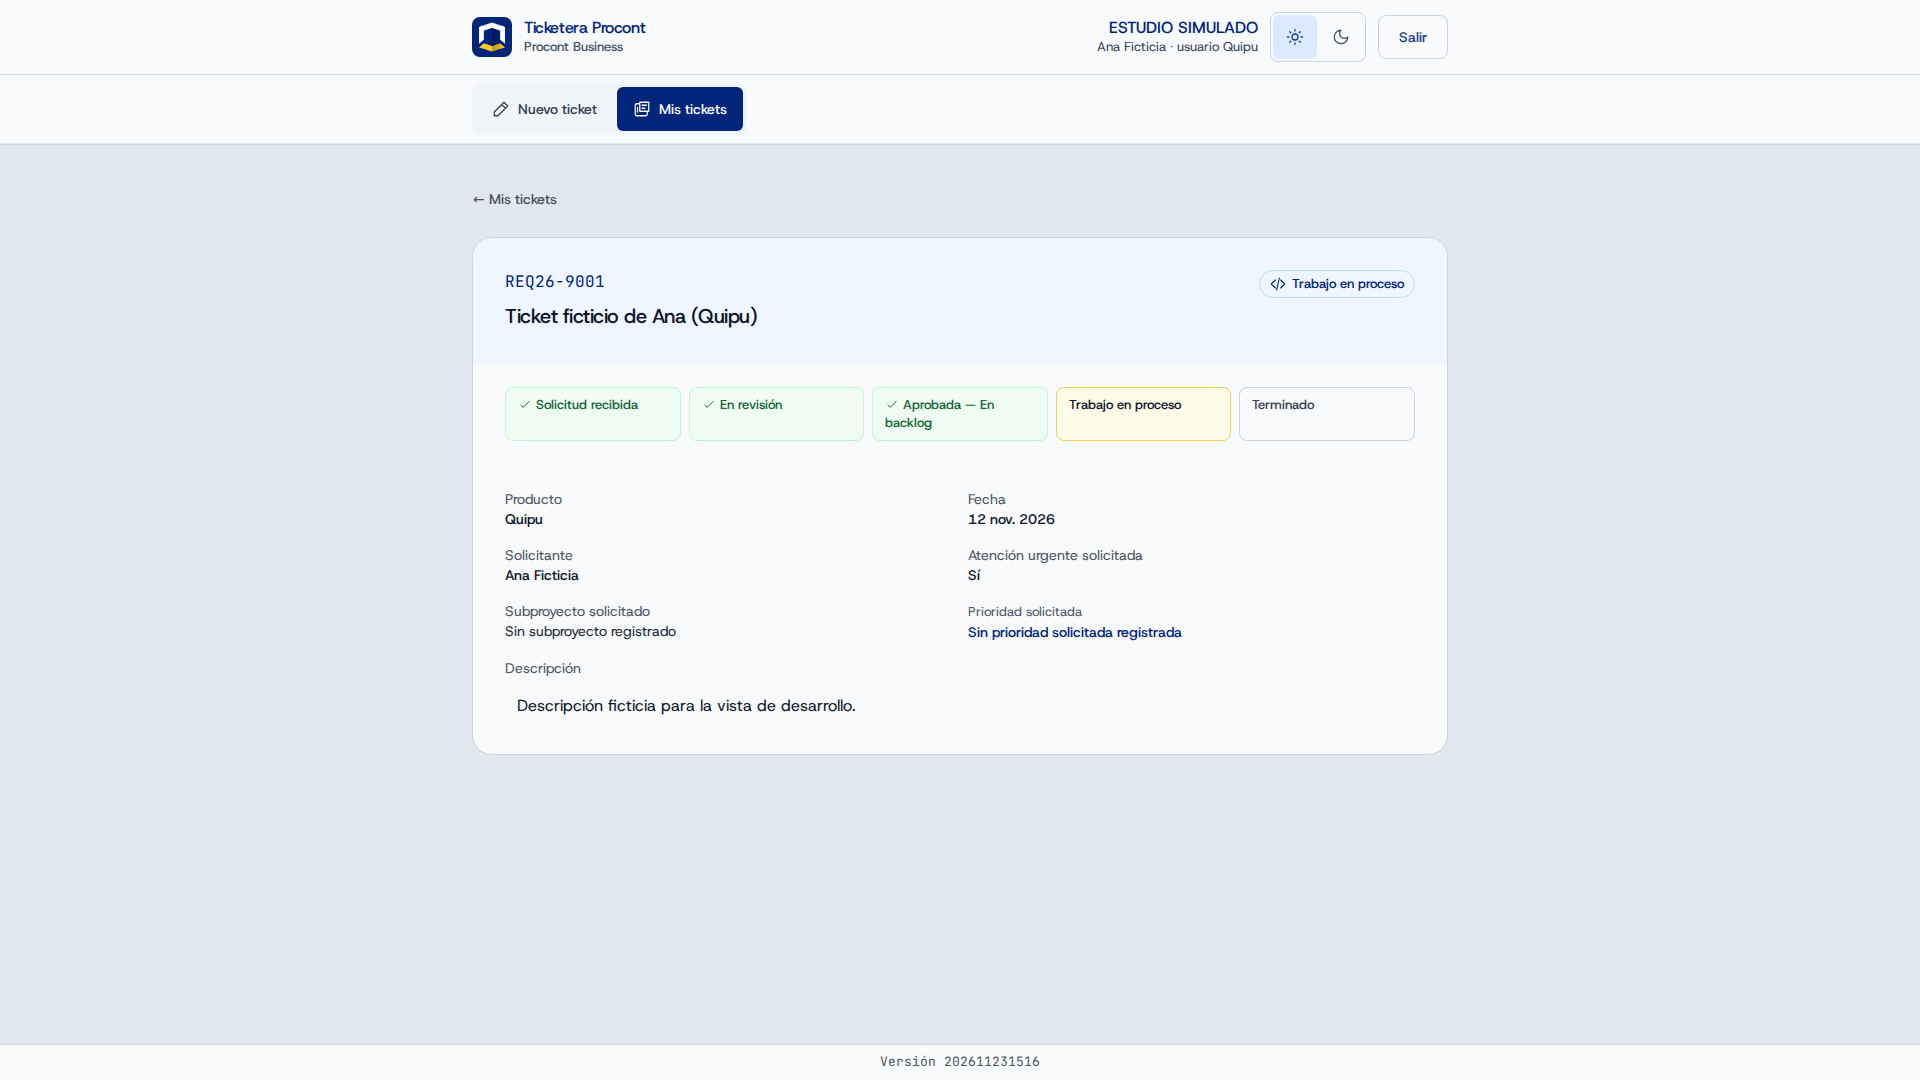 Ticketera Procont
Procont Business
ESTUDIO SIMULADO
Ana Ficticia · usuario Quipu
Salir
Nuevo ticket
Mis tickets
← Mis tickets
REQ26-9001
Trabajo en proceso
Ticket ficticio de Ana (Quipu)
Solicitud recibida
En revisión
Aprobada — En
backlog
Trabajo en proceso
Terminado
Producto
Quipu
Fecha
12 nov. 2026
Solicitante
Ana Ficticia
Atención urgente solicitada
Sí
Subproyecto solicitado
Sin subproyecto registrado
Prioridad solicitada
Sin prioridad solicitada registrada
Descripción
Descripción ficticia para la vista de desarrollo.
Versión 202611231516